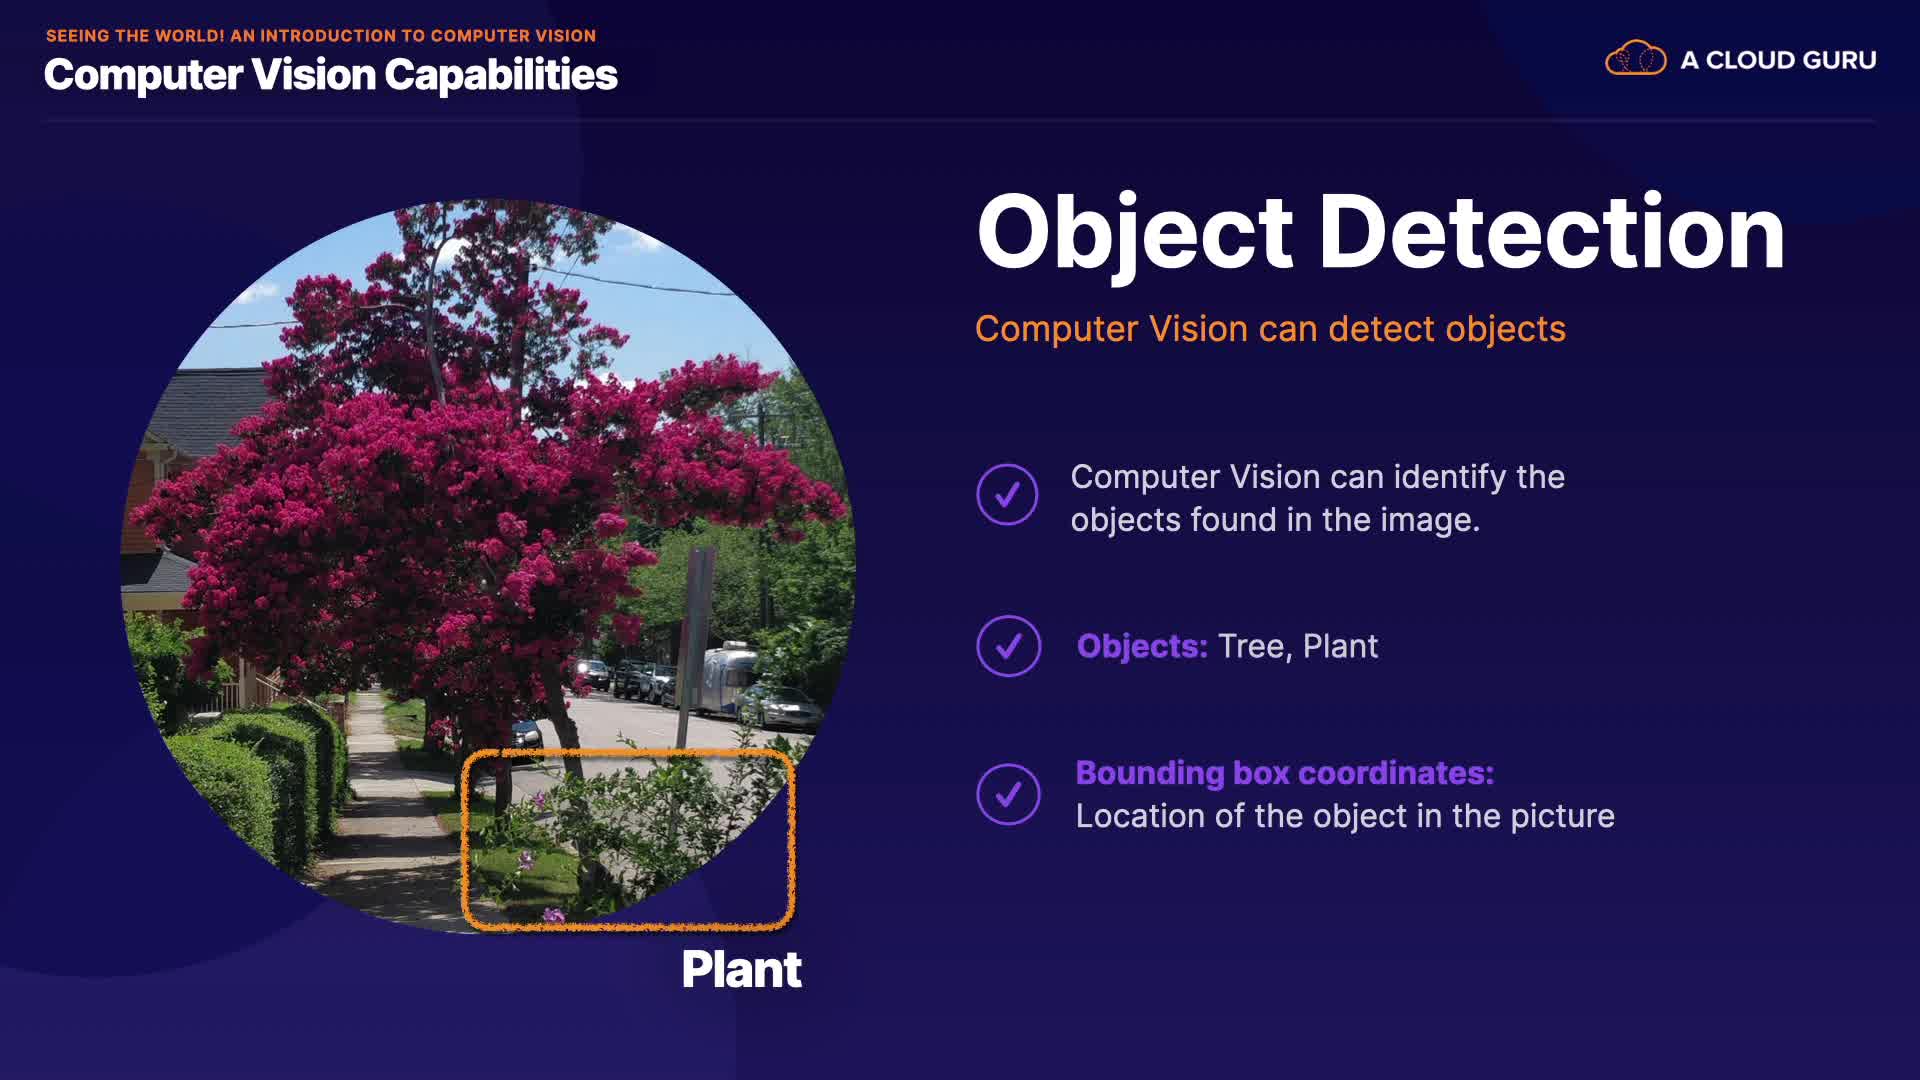 SEEING THE WORLD! AN INTRODUCTION TO COMPUTER VISION
Computer Vision Capabilities
A CLOUD GURU
Object Detection
Computer Vision can detect objects
Computer Vision can identify the
objects found in the image.
Objects: Tree, Plant
Bounding box coordinates:
Location of the object in the picture
Plant